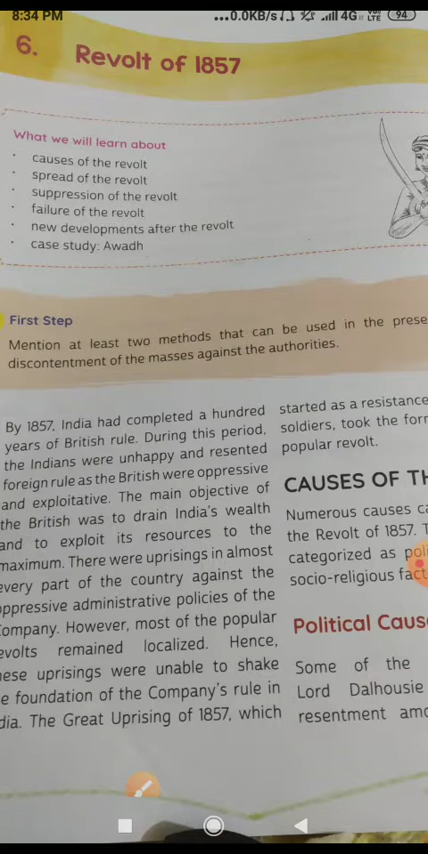 8:34 PM ...0.0KB/s 4G VoLTE 94
6. Revolt of 1857
What we will learn about
· causes of the revolt
· spread of the revolt
· suppression of the revolt
· failure of the revolt
· new developments after the revolt
· case study: Awadh
First Step
Mention at least two methods that can be used in the prese
discontentment of the masses against the authorities.
By 1857, India had completed a hundred
years of British rule. During this period,
the Indians were unhappy and resented
foreign rule as the British were oppressive
and exploitative. The main objective of
the British was to drain India's wealth
and to exploit its resources to the
maximum. There were uprisings in almost
every part of the country against the
oppressive administrative policies of the
Company. However, most of the popular
evolts remained localized. Hence,
hese uprisings were unable to shake
e foundation of the Company's rule in
dia. The Great Uprising of 1857, which
started as a resistance
soldiers, took the for
popular revolt.
CAUSES OF TH
Numerous causes ca
the Revolt of 1857. T
categorized as poli
socio-religious fact
Political Caus
Some of the
Lord Dalhousie
resentment amo